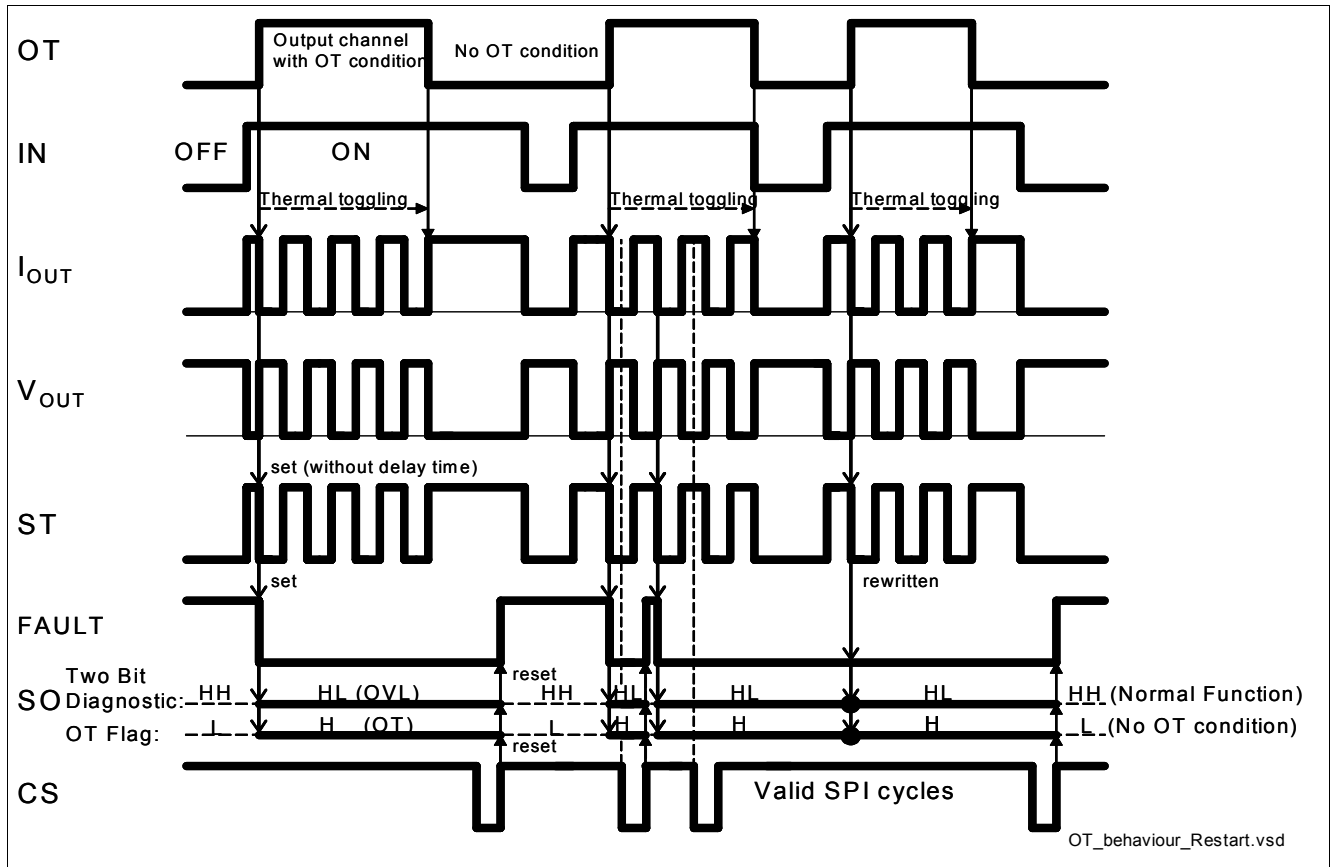 OT
Output channel
with OT condition
No OT condition
IN
OFF
ON
Thermal toggling
Thermal toggling
Thermal toggling
IOUT
VOUT
set (without delay time)
ST
set
rewritten
FAULT
reset
SO
Two Bit
Diagnostic:
HH
HL (OVL)
HH
HL
HL
HL
HH (Normal Function)
OT Flag:
L
H (OT)
L
H
H
H
L (No OT condition)
reset
CS
Valid SPI cycles
OT_behaviour_Restart.vsd